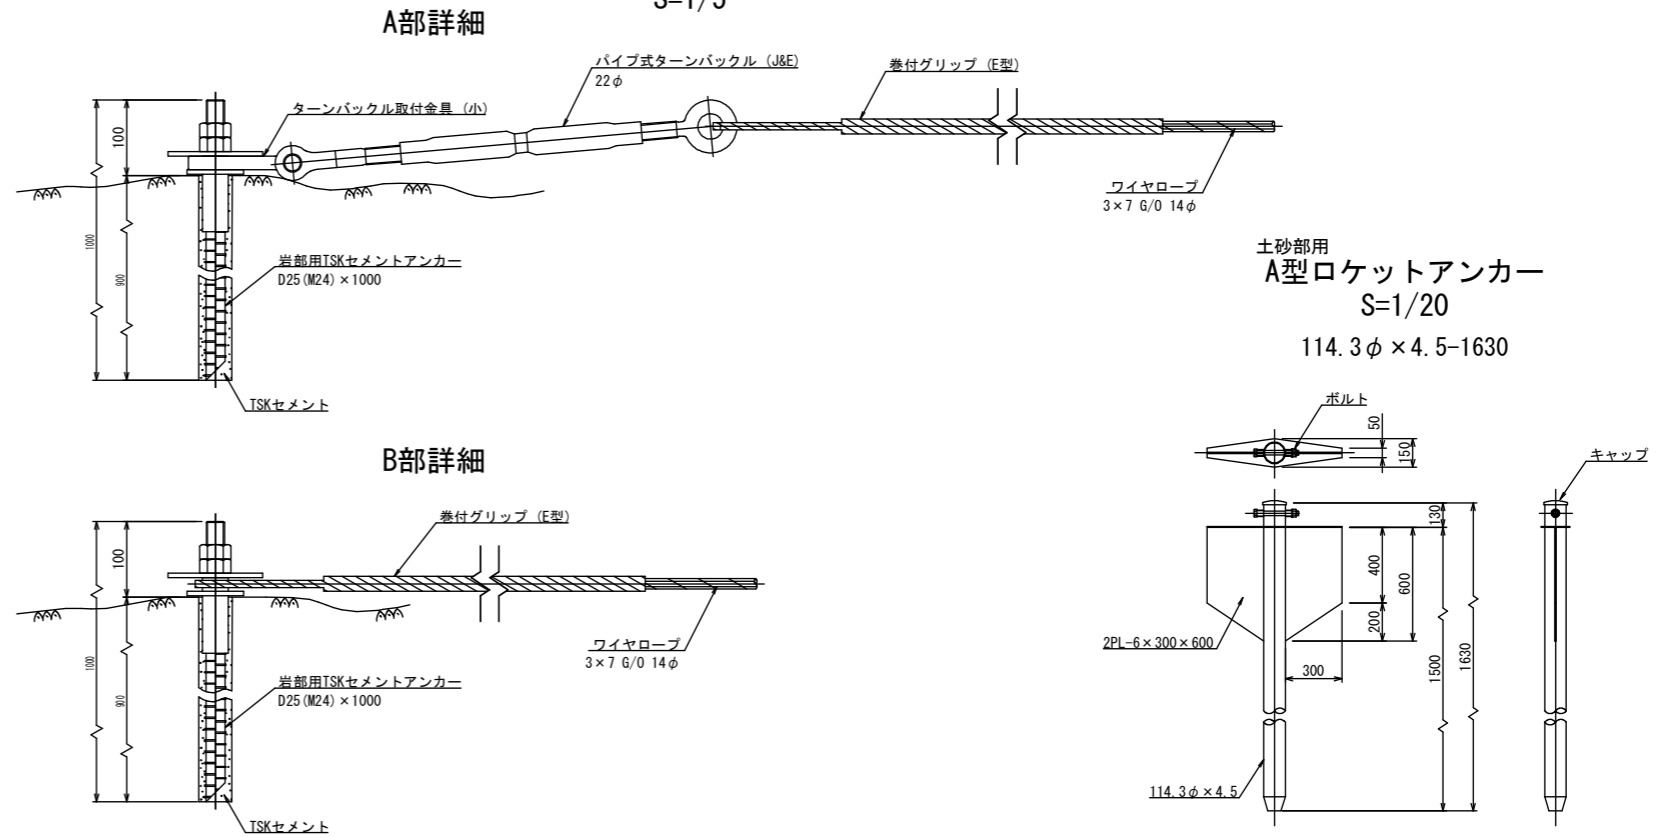 S=1/5
A部詳細
パイプ式ターンバックル (J&E)
22φ
巻付グリップ (E型)
ターンバックル取付金具 (小)
100
1000
900
ワイヤロープ
3×7 G/O 14φ
岩部用TSKセメントアンカー
D25(M24)×1000
TSKセメント
土砂部用
A型ロケットアンカー
S=1/20
114.3φ×4.5-1630
B部詳細
巻付グリップ (E型)
100
1000
900
ワイヤロープ
3×7 G/O 14φ
岩部用TSKセメントアンカー
D25(M24)×1000
TSKセメント
ボルト
50
150
キャップ
130
400
600
200
2PL-6×300×600
300
1500
1630
114.3φ×4.5